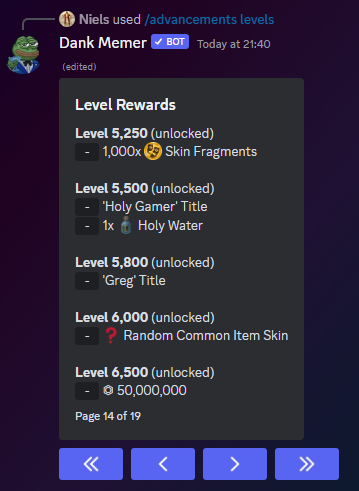 Niels used /advancements levels
Dank Memer ✓ BOT Today at 21:40
(edited)
Level Rewards
Level 5,250 (unlocked)
- 1,000x Skin Fragments
Level 5,500 (unlocked)
- 'Holy Gamer' Title
- 1x Holy Water
Level 5,800 (unlocked)
- 'Greg' Title
Level 6,000 (unlocked)
- ❓ Random Common Item Skin
Level 6,500 (unlocked)
- ⏣ 50,000,000
Page 14 of 19